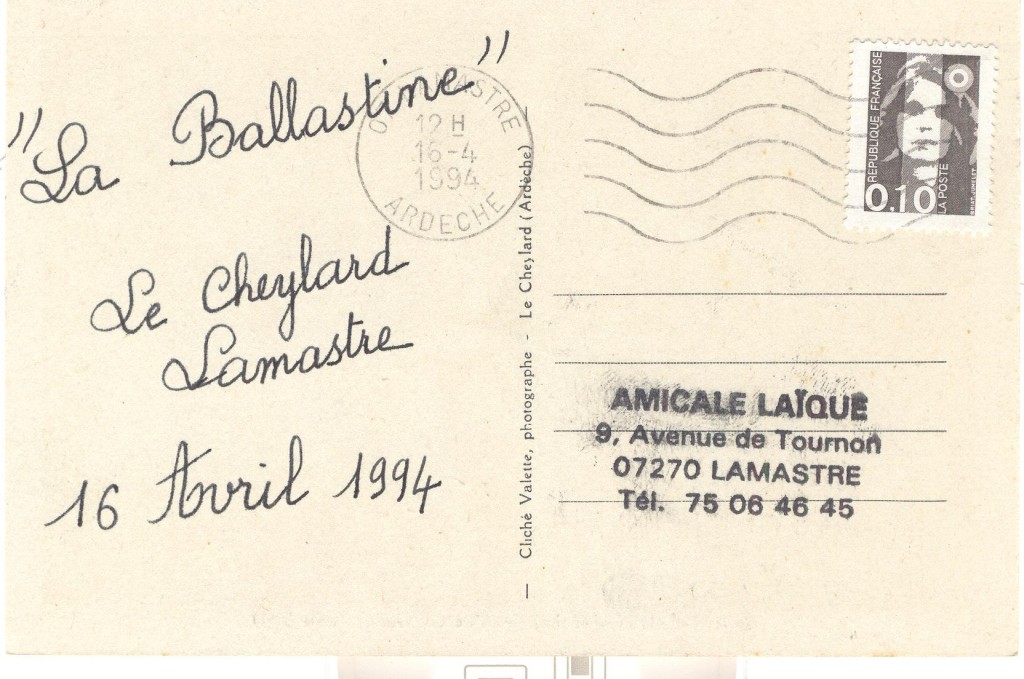 "La Ballastine"
Le Cheylard
Lamastre
16 Avril 1994
12 H
16-4
1994
ARDECHE
— Cliché Valette, photographe - Le Cheylard (Ardèche)
RÉPUBLIQUE FRANÇAISE
0,10
LA POSTE
AMICALE LAÏQUE
9, Avenue de Tournon
07270 LAMASTRE
Tél. 75 06 46 45